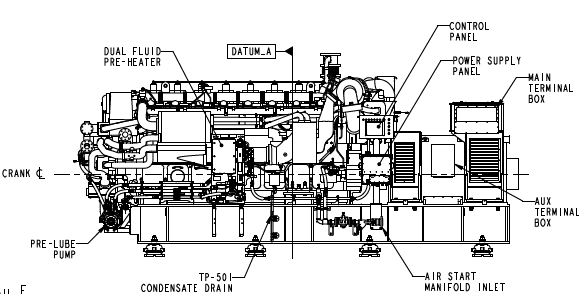 CONTROL
PANEL
DUAL FLUID
PRE-HEATER
DATUM_A
POWER SUPPLY
PANEL
MAIN
TERMINAL
BOX
CRANK ℄
AUX
TERMINAL
BOX
PRE-LUBE
PUMP
TP-501
CONDENSATE DRAIN
AIR START
MANIFOLD INLET